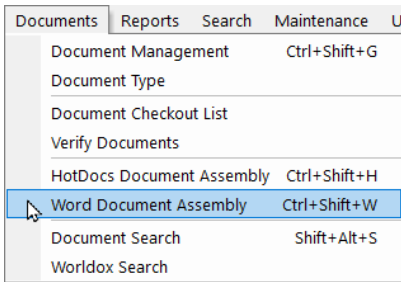 Documents Reports Search Maintenance U
Document Management Ctrl+Shift+G
Document Type
Document Checkout List
Verify Documents
HotDocs Document Assembly Ctrl+Shift+H
Word Document Assembly Ctrl+Shift+W
Document Search Shift+Alt+S
Worldox Search